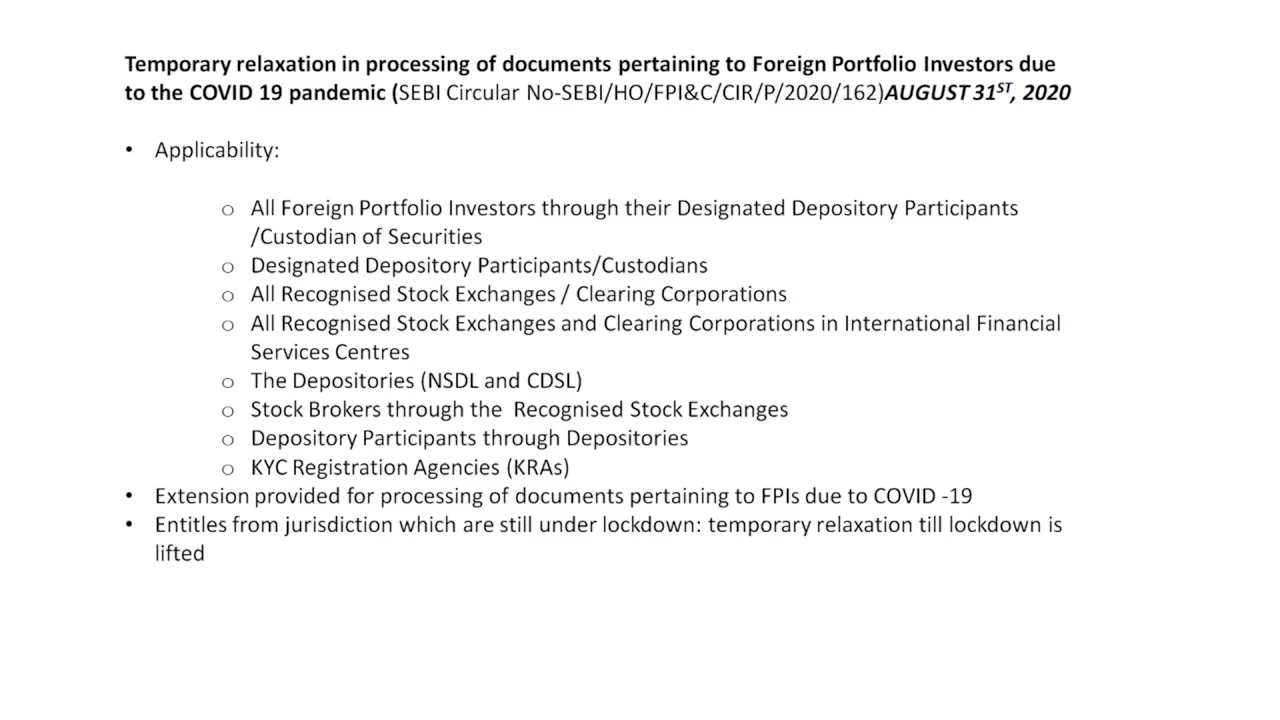 Temporary relaxation in processing of documents pertaining to Foreign Portfolio Investors due
to the COVID 19 pandemic (SEBI Circular No-SEBI/HO/FPI&C/CIR/P/2020/162)AUGUST 31ST, 2020
• Applicability:
o All Foreign Portfolio Investors through their Designated Depository Participants
/Custodian of Securities
o Designated Depository Participants/Custodians
o All Recognised Stock Exchanges / Clearing Corporations
o All Recognised Stock Exchanges and Clearing Corporations in International Financial
Services Centres
o The Depositories (NSDL and CDSL)
o Stock Brokers through the Recognised Stock Exchanges
o Depository Participants through Depositories
o KYC Registration Agencies (KRAs)
• Extension provided for processing of documents pertaining to FPIs due to COVID -19
• Entitles from jurisdiction which are still under lockdown: temporary relaxation till lockdown is
lifted